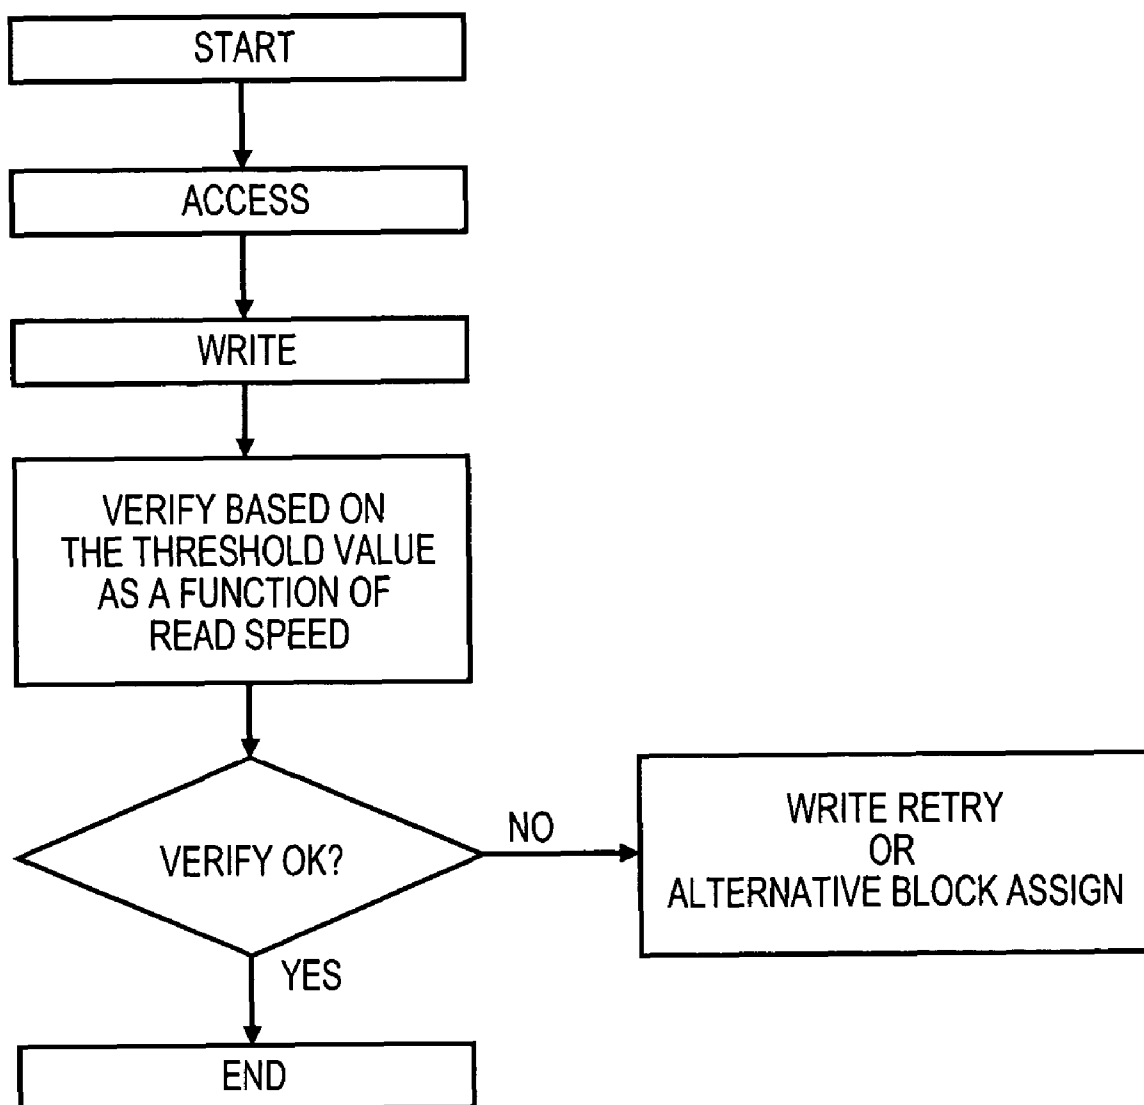 START
ACCESS
WRITE
VERIFY BASED ON
THE THRESHOLD VALUE
AS A FUNCTION OF
READ SPEED
VERIFY OK?
NO
WRITE RETRY
OR
ALTERNATIVE BLOCK ASSIGN
YES
END